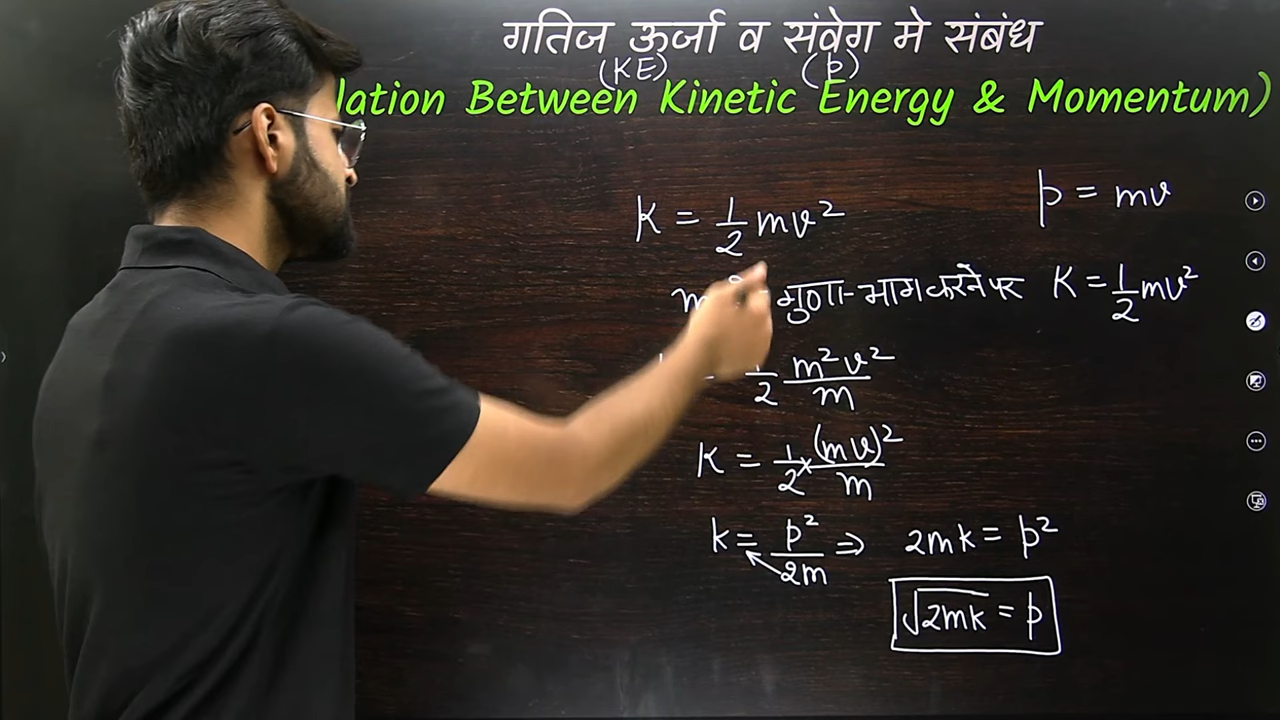 गतिज ऊर्जा व संवेग मे संबंध
(KE) (p)
lation Between Kinetic Energy & Momentum)
p = mv
K = 1/2 mv²
गुणा-भाग करने पर K = 1/2 mv²
1/2 m²v²/m
K = 1/2 × (mv)²/m
k = p²/2m ⇒ 2mk = p²
√2mk = p